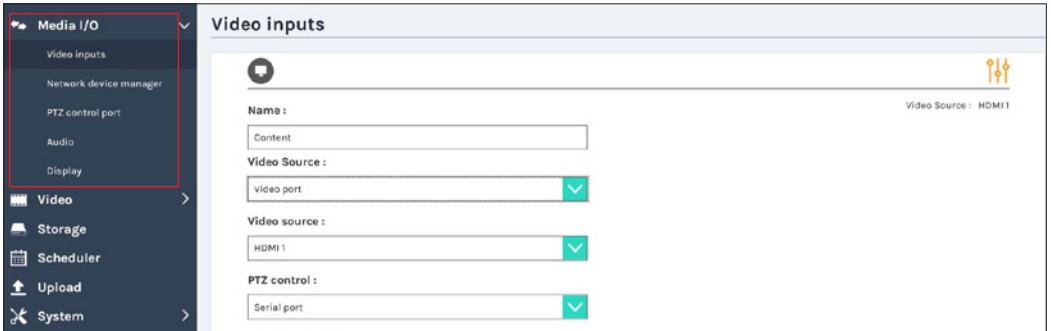 Media I/O
Video inputs
Network device manager
PTZ control port
Audio
Display
Video
Storage
Scheduler
Upload
System
Video inputs
Video Source : HDMI 1
Name :
Content
Video Source :
Video port
Video source :
HDMI 1
PTZ control :
Serial port